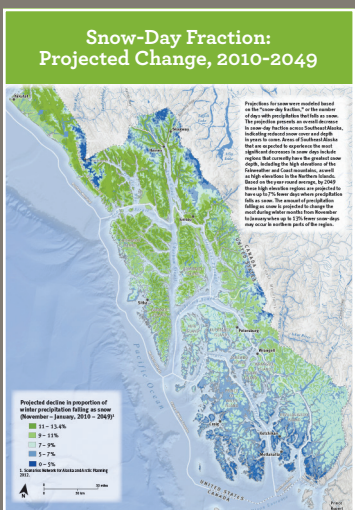 Snow-Day Fraction:
Projected Change, 2010-2049
Projections for snow were modeled based
on the "snow-day fraction," or the number
of days with precipitation that falls as snow.
The projection presents an overall decrease
in snow-day fraction across Southeast Alaska,
indicating reduced snow cover and depth
in years to come. Areas of Southeast Alaska
that are expected to experience the most
significant decreases in snow days include
regions that currently have the greatest snow
depth, including the high elevations of the
Fairweather and Coast mountains, as well
as high elevations in the Northern Islands.
Based on the year-round average, by 2049
these high elevation regions are projected to
have up to 7% fewer days where precipitation
falls as snow. The amount of precipitation
falling as snow is projected to change the
most during winter months from November
to January when up to 13% fewer snow-days
may occur in northern parts of the region.
Yakutat
Skagway
CANADA
Sitka
Petersburg
Wrangell
Pacific Ocean
Ketchikan
Metlakatla
UNITED STATES
CANADA
Prince
Rupert
Projected decline in proportion of
winter precipitation falling as snow
(November – January, 2010 – 2049)¹
11 – 13.4%
9 – 11%
7 – 9%
5 – 7%
0 – 5%
1. Scenarios Network for Alaska and Arctic Planning
2012.
N